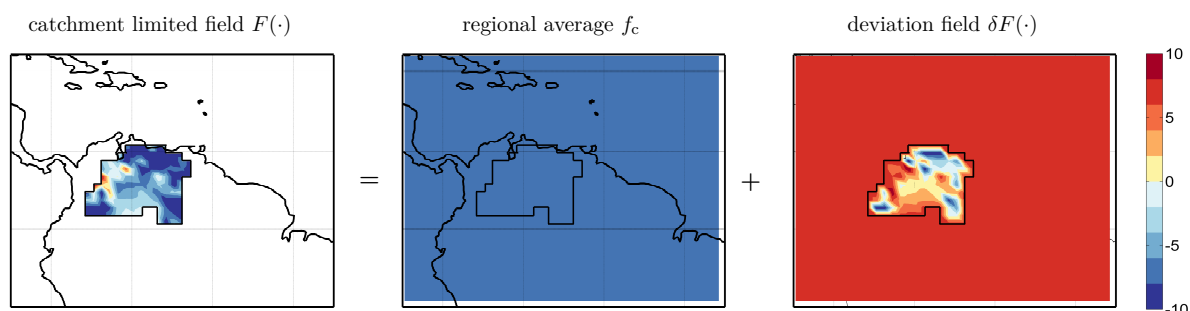 catchment limited field F(·)
regional average f_c
deviation field δF(·)
=
+
10
5
0
-5
-10